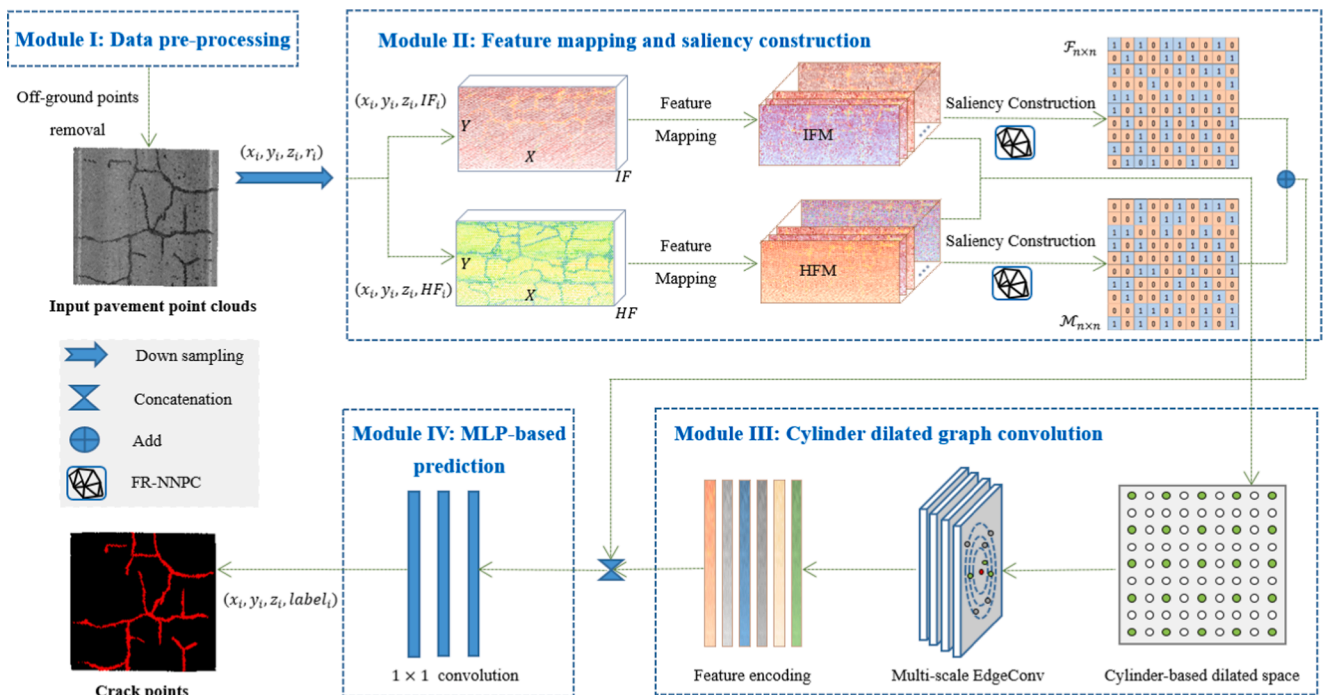 Module I: Data pre-processing
Off-ground points
removal
Input pavement point clouds
(x_i, y_i, z_i, r_i)
Module II: Feature mapping and saliency construction
(x_i, y_i, z_i, IF_i)
Y
X
IF
Feature
Mapping
IFM
Saliency Construction
ℱ_{n×n}
(x_i, y_i, z_i, HF_i)
Y
X
HF
Feature
Mapping
HFM
Saliency Construction
ℳ_{n×n}
Down sampling
Concatenation
Add
FR-NNPC
Module IV: MLP-based
prediction
1 × 1 convolution
Module III: Cylinder dilated graph convolution
Feature encoding
Multi-scale EdgeConv
Cylinder-based dilated space
(x_i, y_i, z_i, label_i)
Crack points